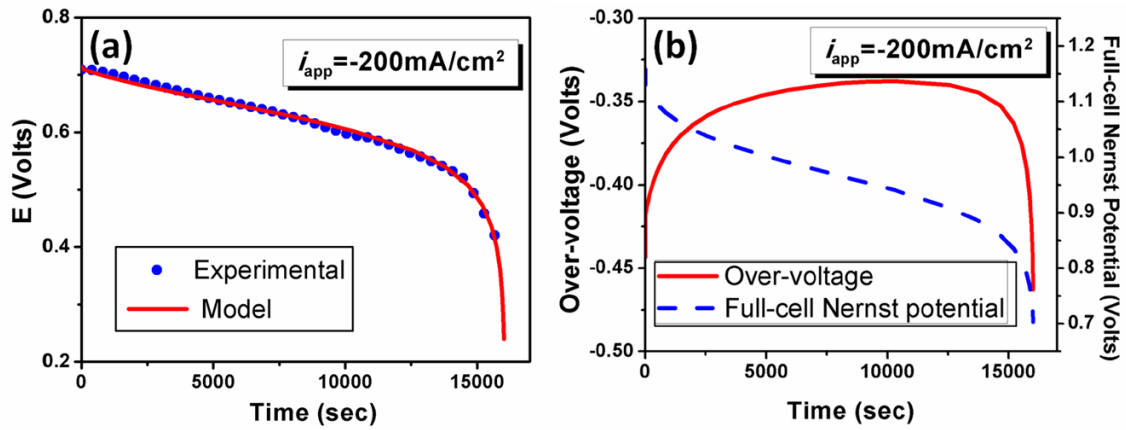 (a)
i_app=-200mA/cm²
0.8
0.6
0.4
0.2
E (Volts)
Experimental
Model
0
5000
10000
15000
Time (sec)
(b)
i_app=-200mA/cm²
-0.30
-0.35
-0.40
-0.45
-0.50
Over-voltage (Volts)
Over-voltage
Full-cell Nernst potential
0
5000
10000
15000
Time (sec)
1.2
1.1
1.0
0.9
0.8
0.7
Full-cell Nernst Potential (Volts)